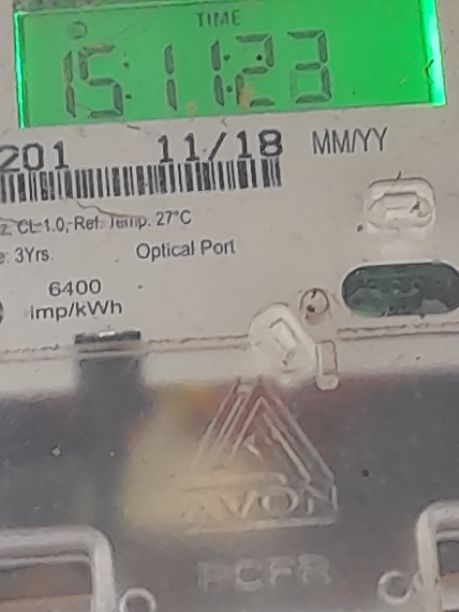 TIME
15:11:23
201 11/18 MM/YY
z, CL-1.0, Ref. Temp. 27°C
e: 3Yrs. Optical Port
6400
imp/kWh
AVON
PCFR